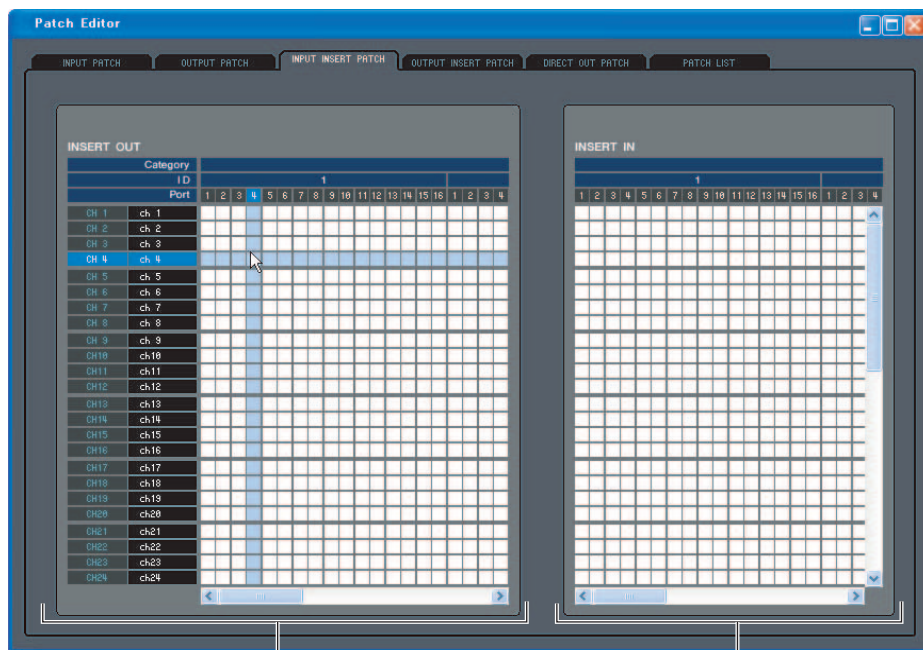 Patch Editor
INPUT PATCH OUTPUT PATCH INPUT INSERT PATCH OUTPUT INSERT PATCH DIRECT OUT PATCH PATCH LIST
INSERT OUT
Category
ID 1
Port 1 2 3 4 5 6 7 8 9 10 11 12 13 14 15 16 1 2 3 4
CH 1 ch 1
CH 2 ch 2
CH 3 ch 3
CH 4 ch 4
CH 5 ch 5
CH 6 ch 6
CH 7 ch 7
CH 8 ch 8
CH 9 ch 9
CH10 ch10
CH11 ch11
CH12 ch12
CH13 ch13
CH14 ch14
CH15 ch15
CH16 ch16
CH17 ch17
CH18 ch18
CH19 ch19
CH20 ch20
CH21 ch21
CH22 ch22
CH23 ch23
CH24 ch24
INSERT IN
1
1 2 3 4 5 6 7 8 9 10 11 12 13 14 15 16 1 2 3 4